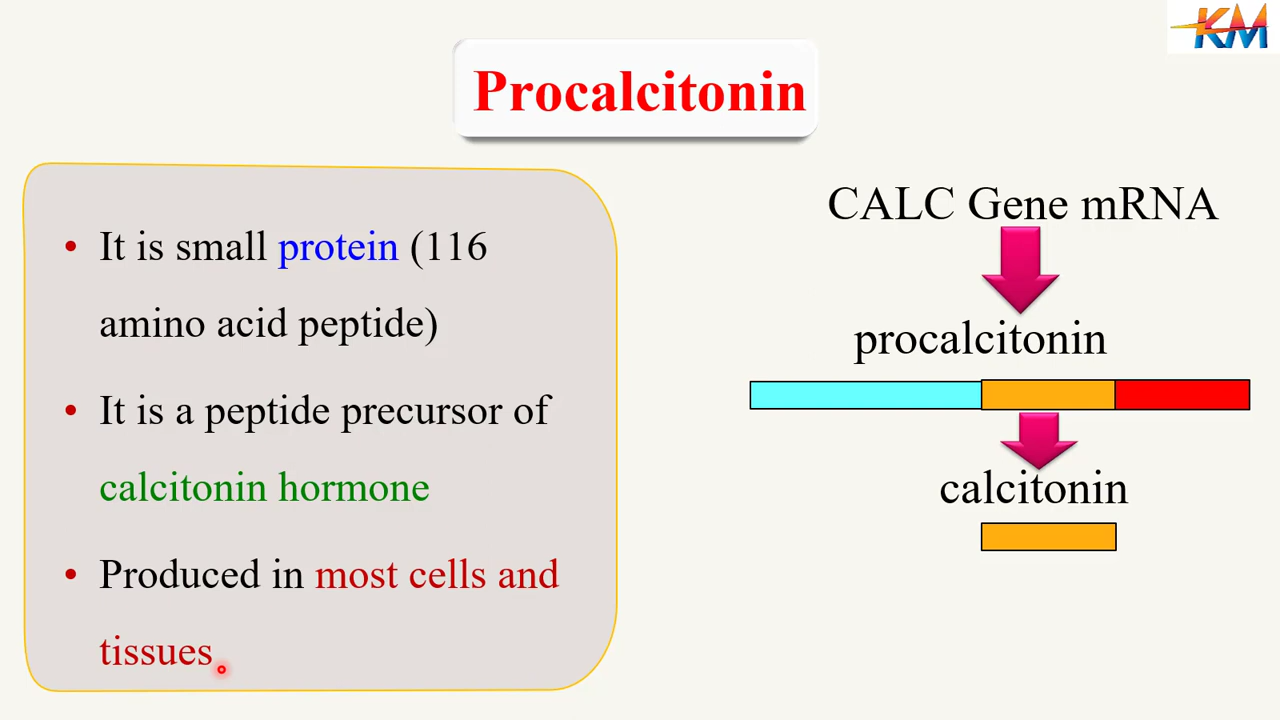 KM
Procalcitonin
• It is small protein (116
amino acid peptide)
• It is a peptide precursor of
calcitonin hormone
• Produced in most cells and
tissues.
CALC Gene mRNA
procalcitonin
calcitonin